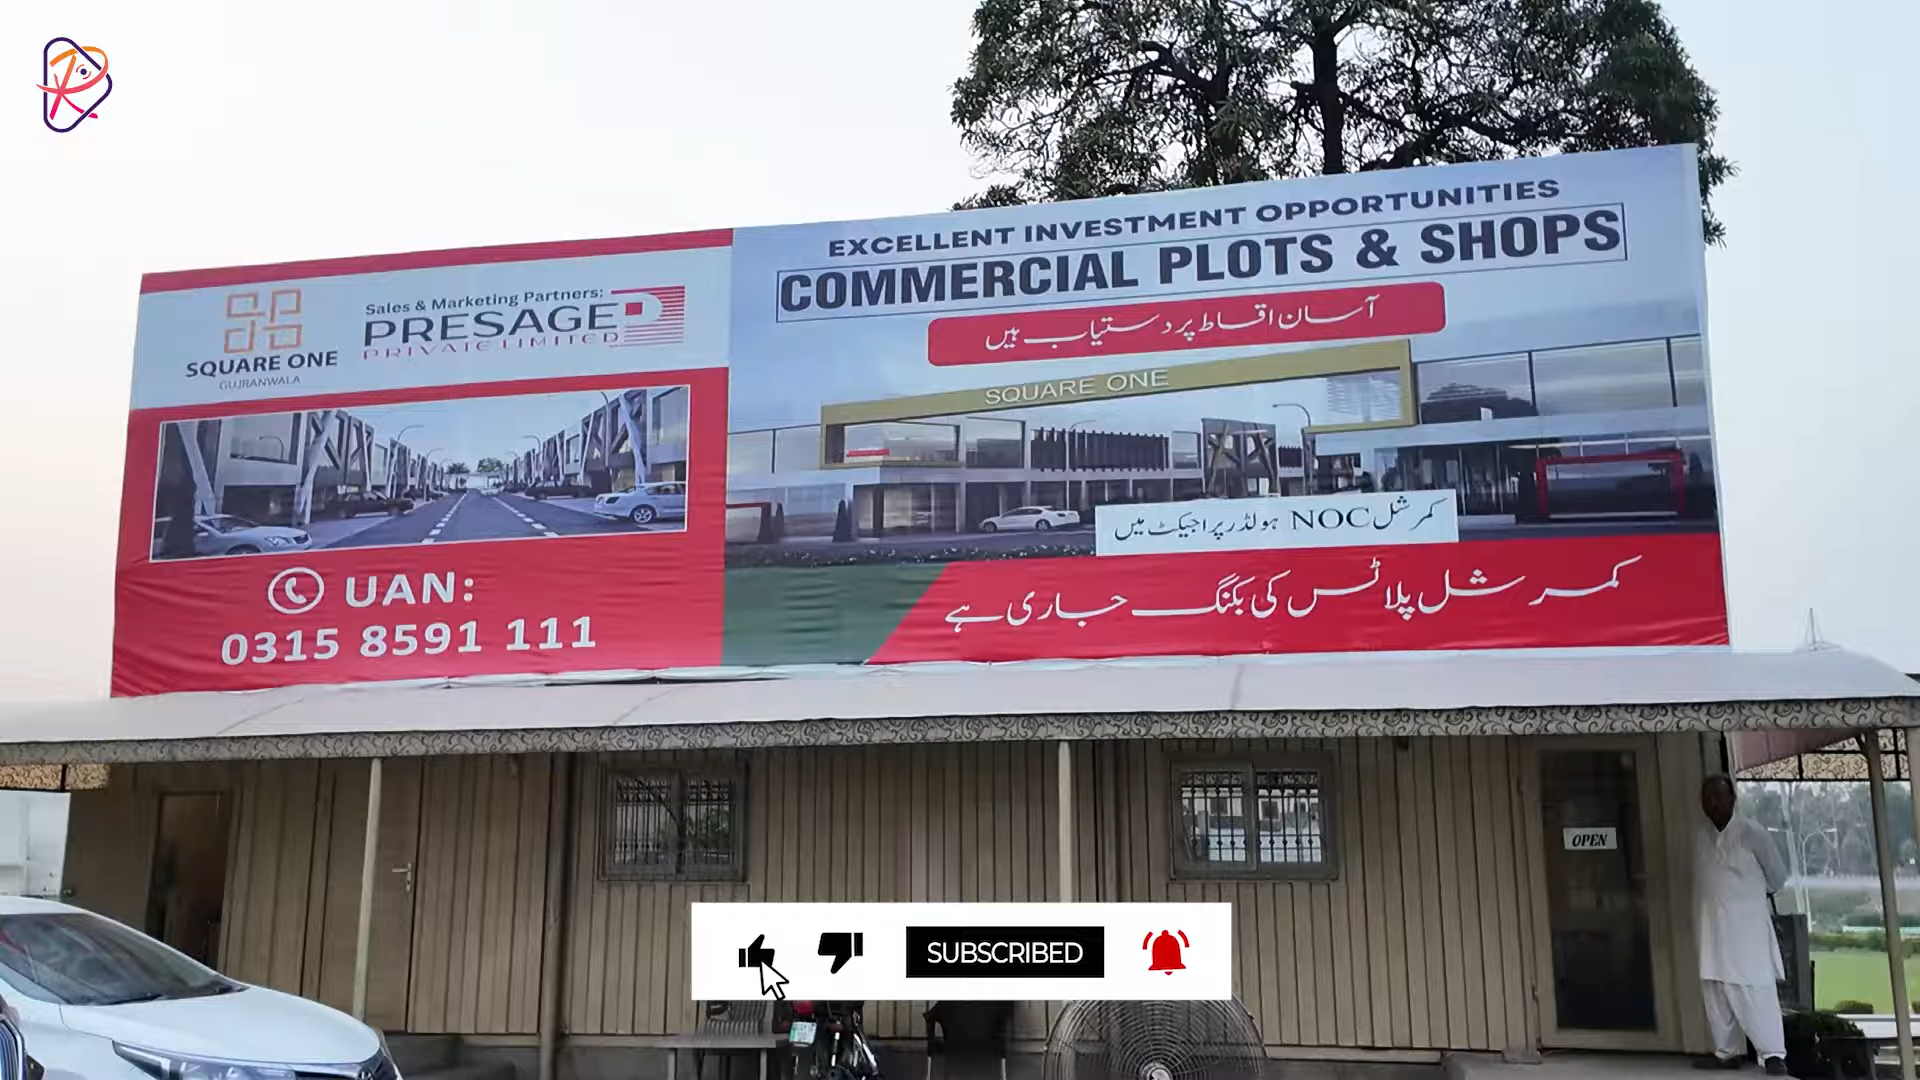 SQUARE ONE
GUJRANWALA
Sales & Marketing Partners:
PRESAGE
PRIVATE LIMITED
UAN:
0315 8591 111
EXCELLENT INVESTMENT OPPORTUNITIES
COMMERCIAL PLOTS & SHOPS
آسان اقساط پر دستیاب ہیں
SQUARE ONE
کمرشل NOC ہولڈر پراجیکٹ میں
کمرشل پلاٹس کی بکنگ جاری ہے
OPEN
SUBSCRIBED